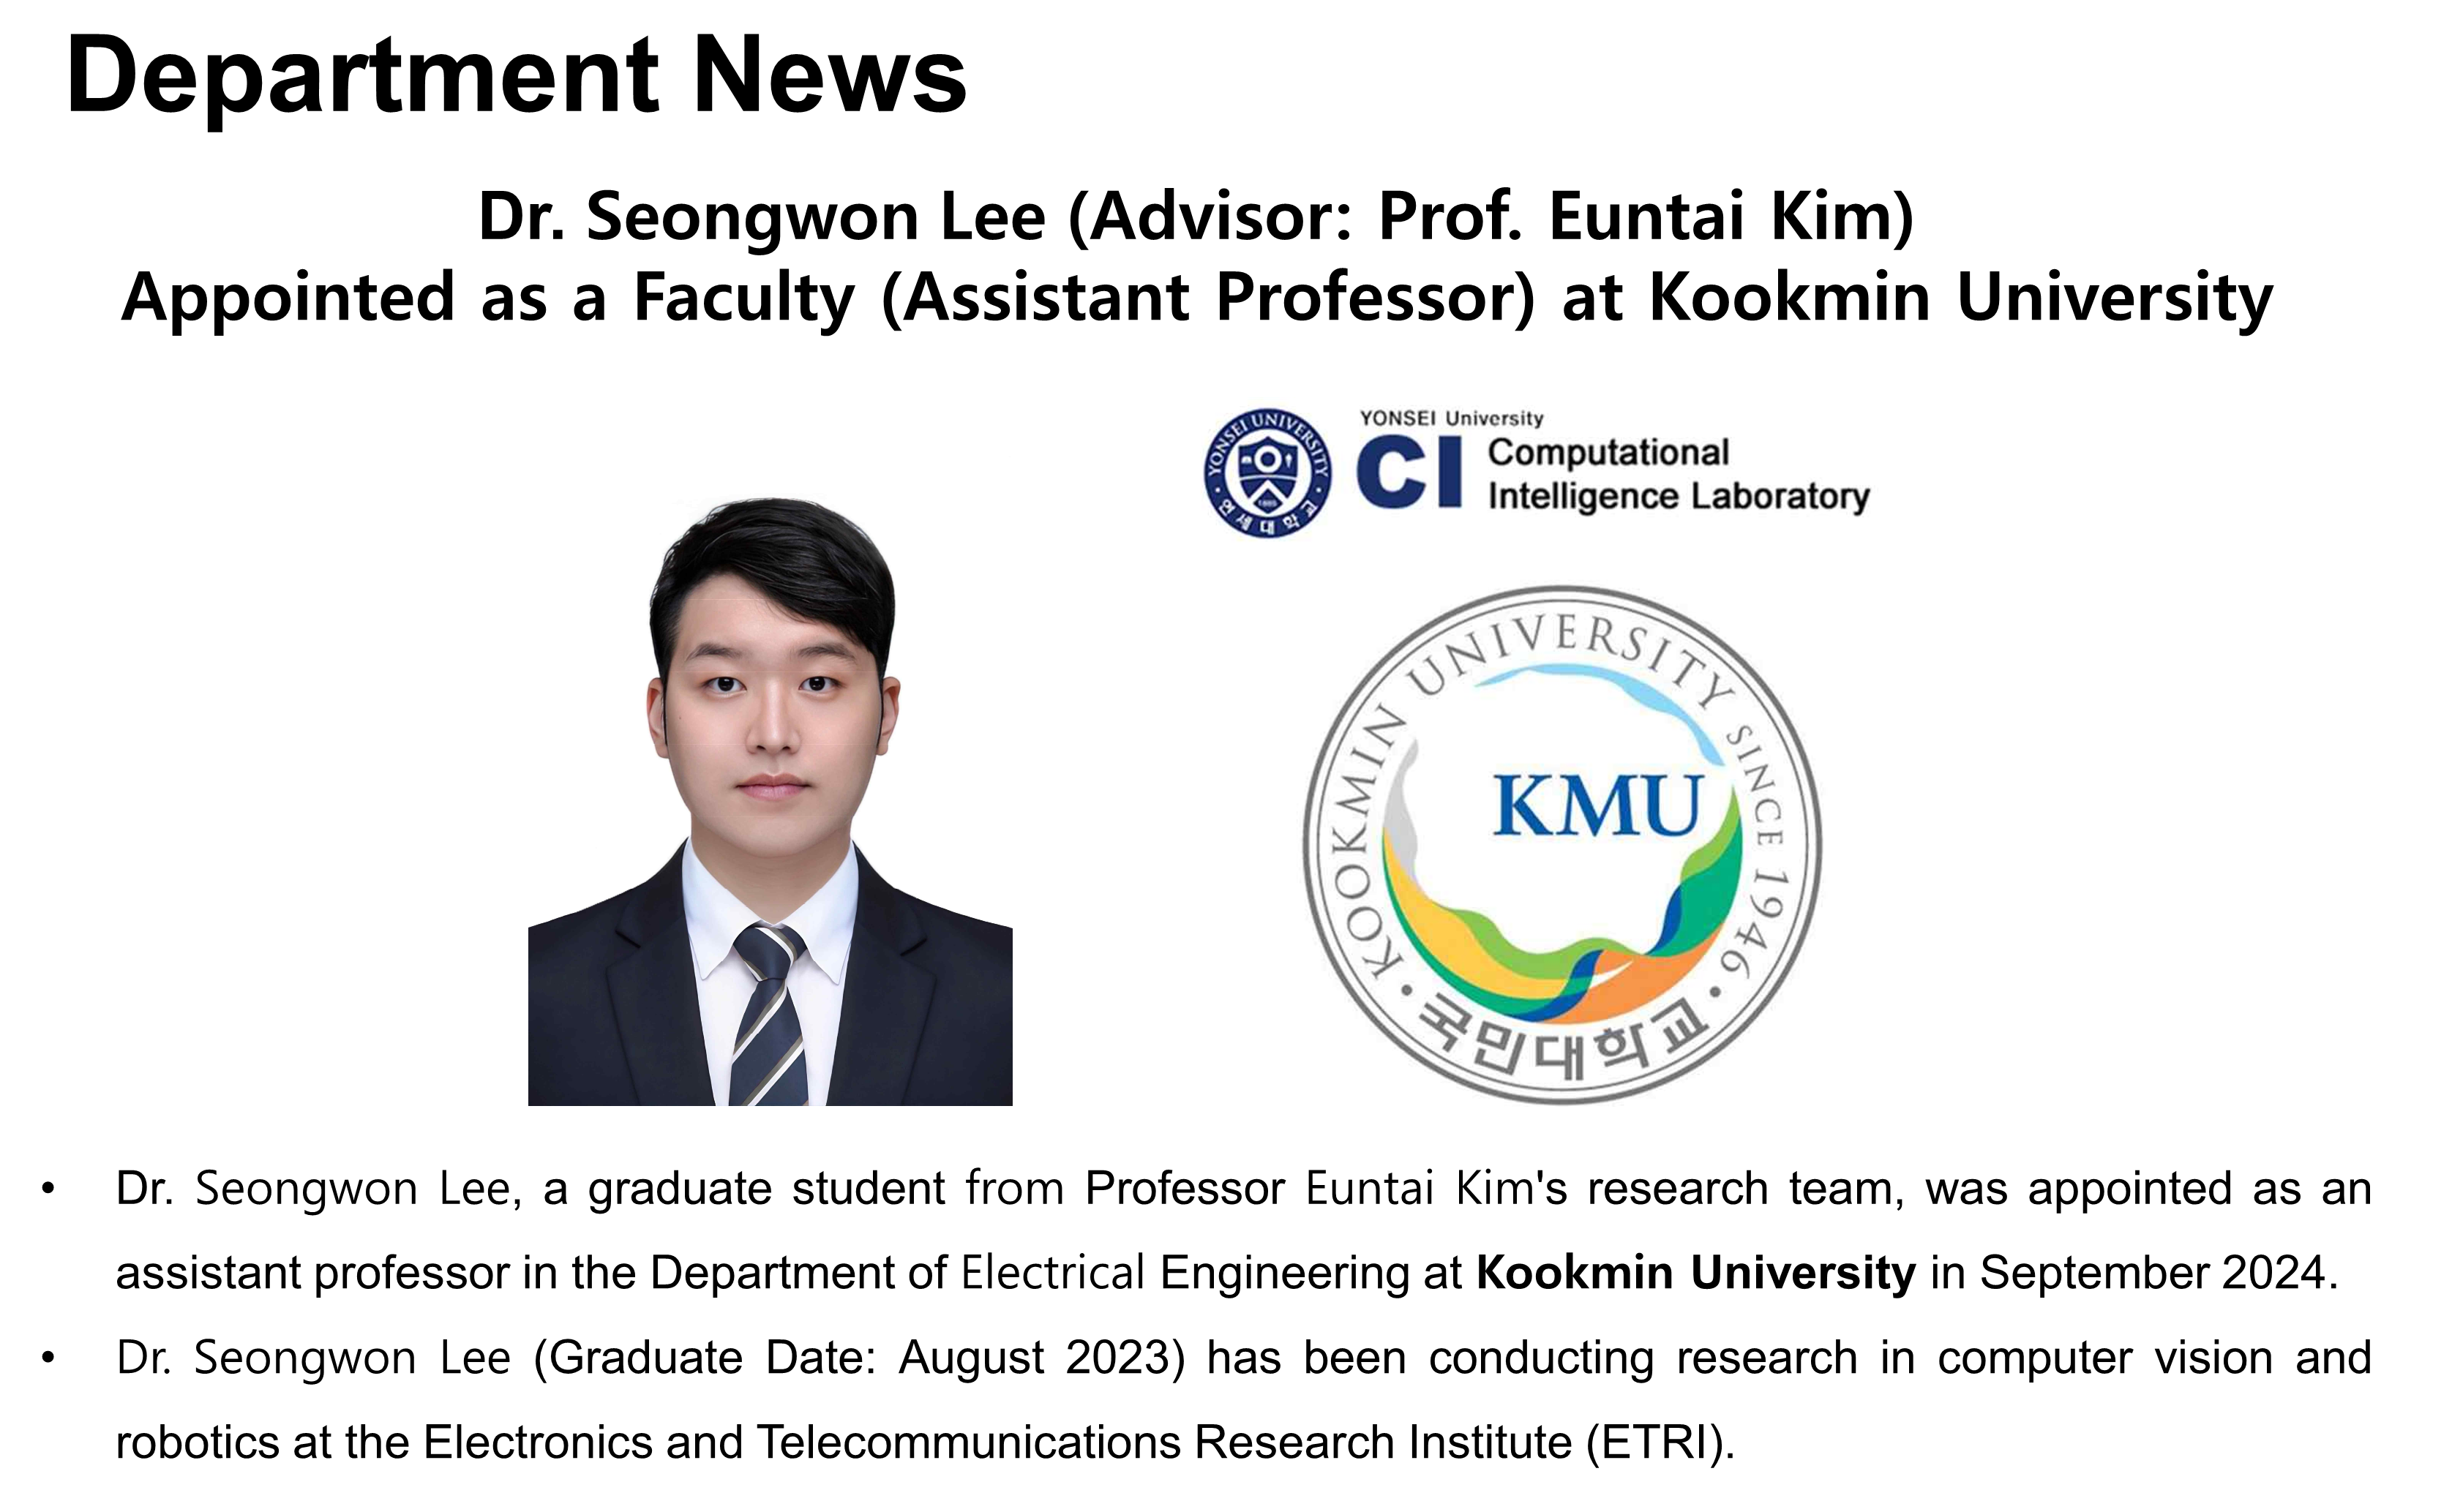 Department News
Dr. Seongwon Lee (Advisor: Prof. Euntai Kim)
Appointed as a Faculty (Assistant Professor) at Kookmin University
YONSEI UNIVERSITY
1885
연세대학교
YONSEI University
CI Computational
Intelligence Laboratory
KOOKMIN UNIVERSITY SINCE 1946
KMU
국민대학교
• Dr. Seongwon Lee, a graduate student from Professor Euntai Kim's research team, was appointed as an
assistant professor in the Department of Electrical Engineering at Kookmin University in September 2024.
• Dr. Seongwon Lee (Graduate Date: August 2023) has been conducting research in computer vision and
robotics at the Electronics and Telecommunications Research Institute (ETRI).